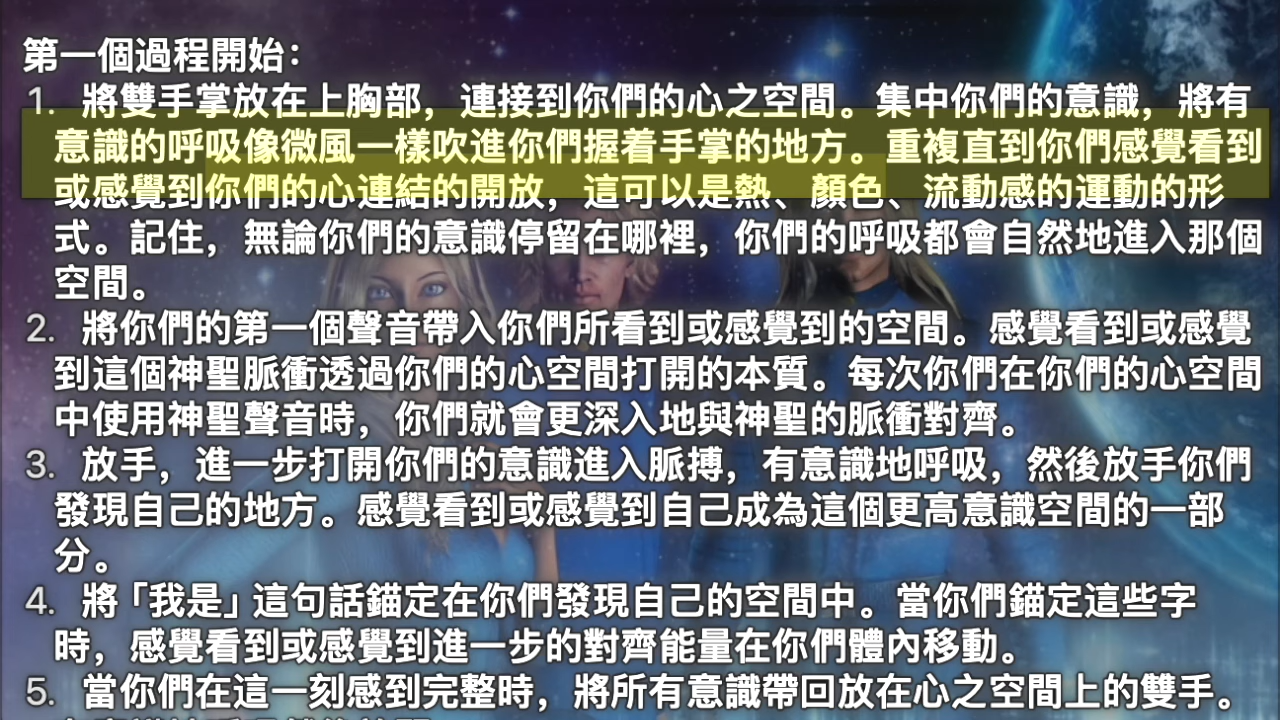 第一個過程開始：
1. 將雙手掌放在上胸部，連接到你們的心之空間。集中你們的意識，將有
意識的呼吸像微風一樣吹進你們握着手掌的地方。重複直到你們感覺看到
或感覺到你們的心連結的開放，這可以是熱、顏色、流動感的運動的形
式。記住，無論你們的意識停留在哪裡，你們的呼吸都會自然地進入那個
空間。
2. 將你們的第一個聲音帶入你們所看到或感覺到的空間。感覺看到或感覺
到這個神聖脈衝透過你們的心空間打開的本質。每次你們在你們的心空間
中使用神聖聲音時，你們就會更深入地與神聖的脈衝對齊。
3. 放手，進一步打開你們的意識進入脈搏，有意識地呼吸，然後放手你們
發現自己的地方。感覺看到或感覺到自己成為這個更高意識空間的一部
分。
4. 將「我是」這句話錨定在你們發現自己的空間中。當你們錨定這些字
時，感覺看到或感覺到進一步的對齊能量在你們體內移動。
5. 當你們在這一刻感到完整時，將所有意識帶回放在心之空間上的雙手。